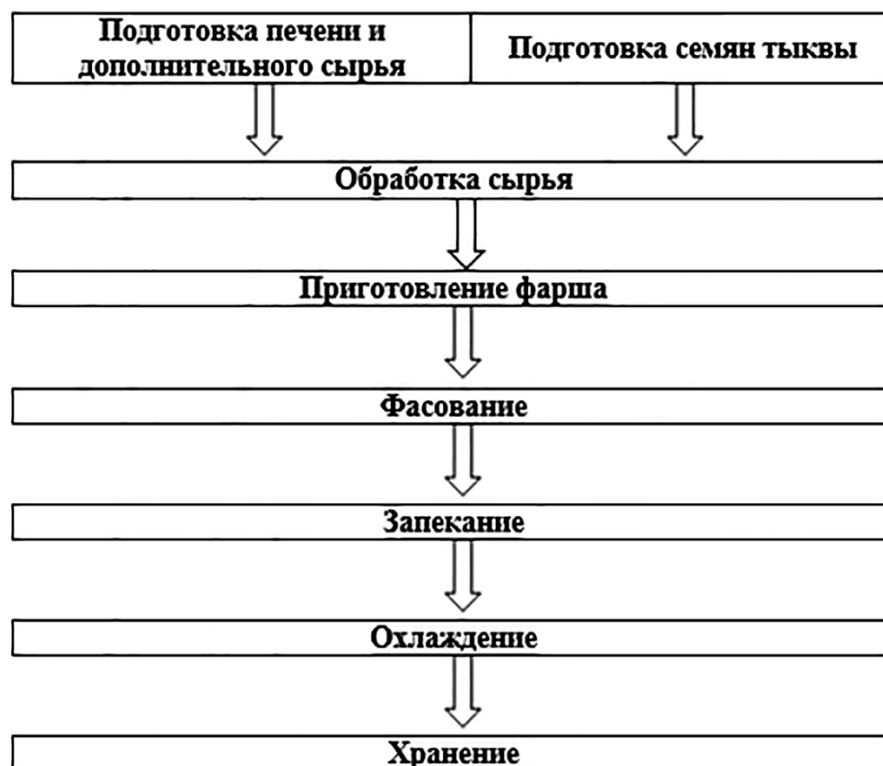 Подготовка печени и
дополнительного сырья
Подготовка семян тыквы
Обработка сырья
Приготовление фарша
Фасование
Запекание
Охлаждение
Хранение